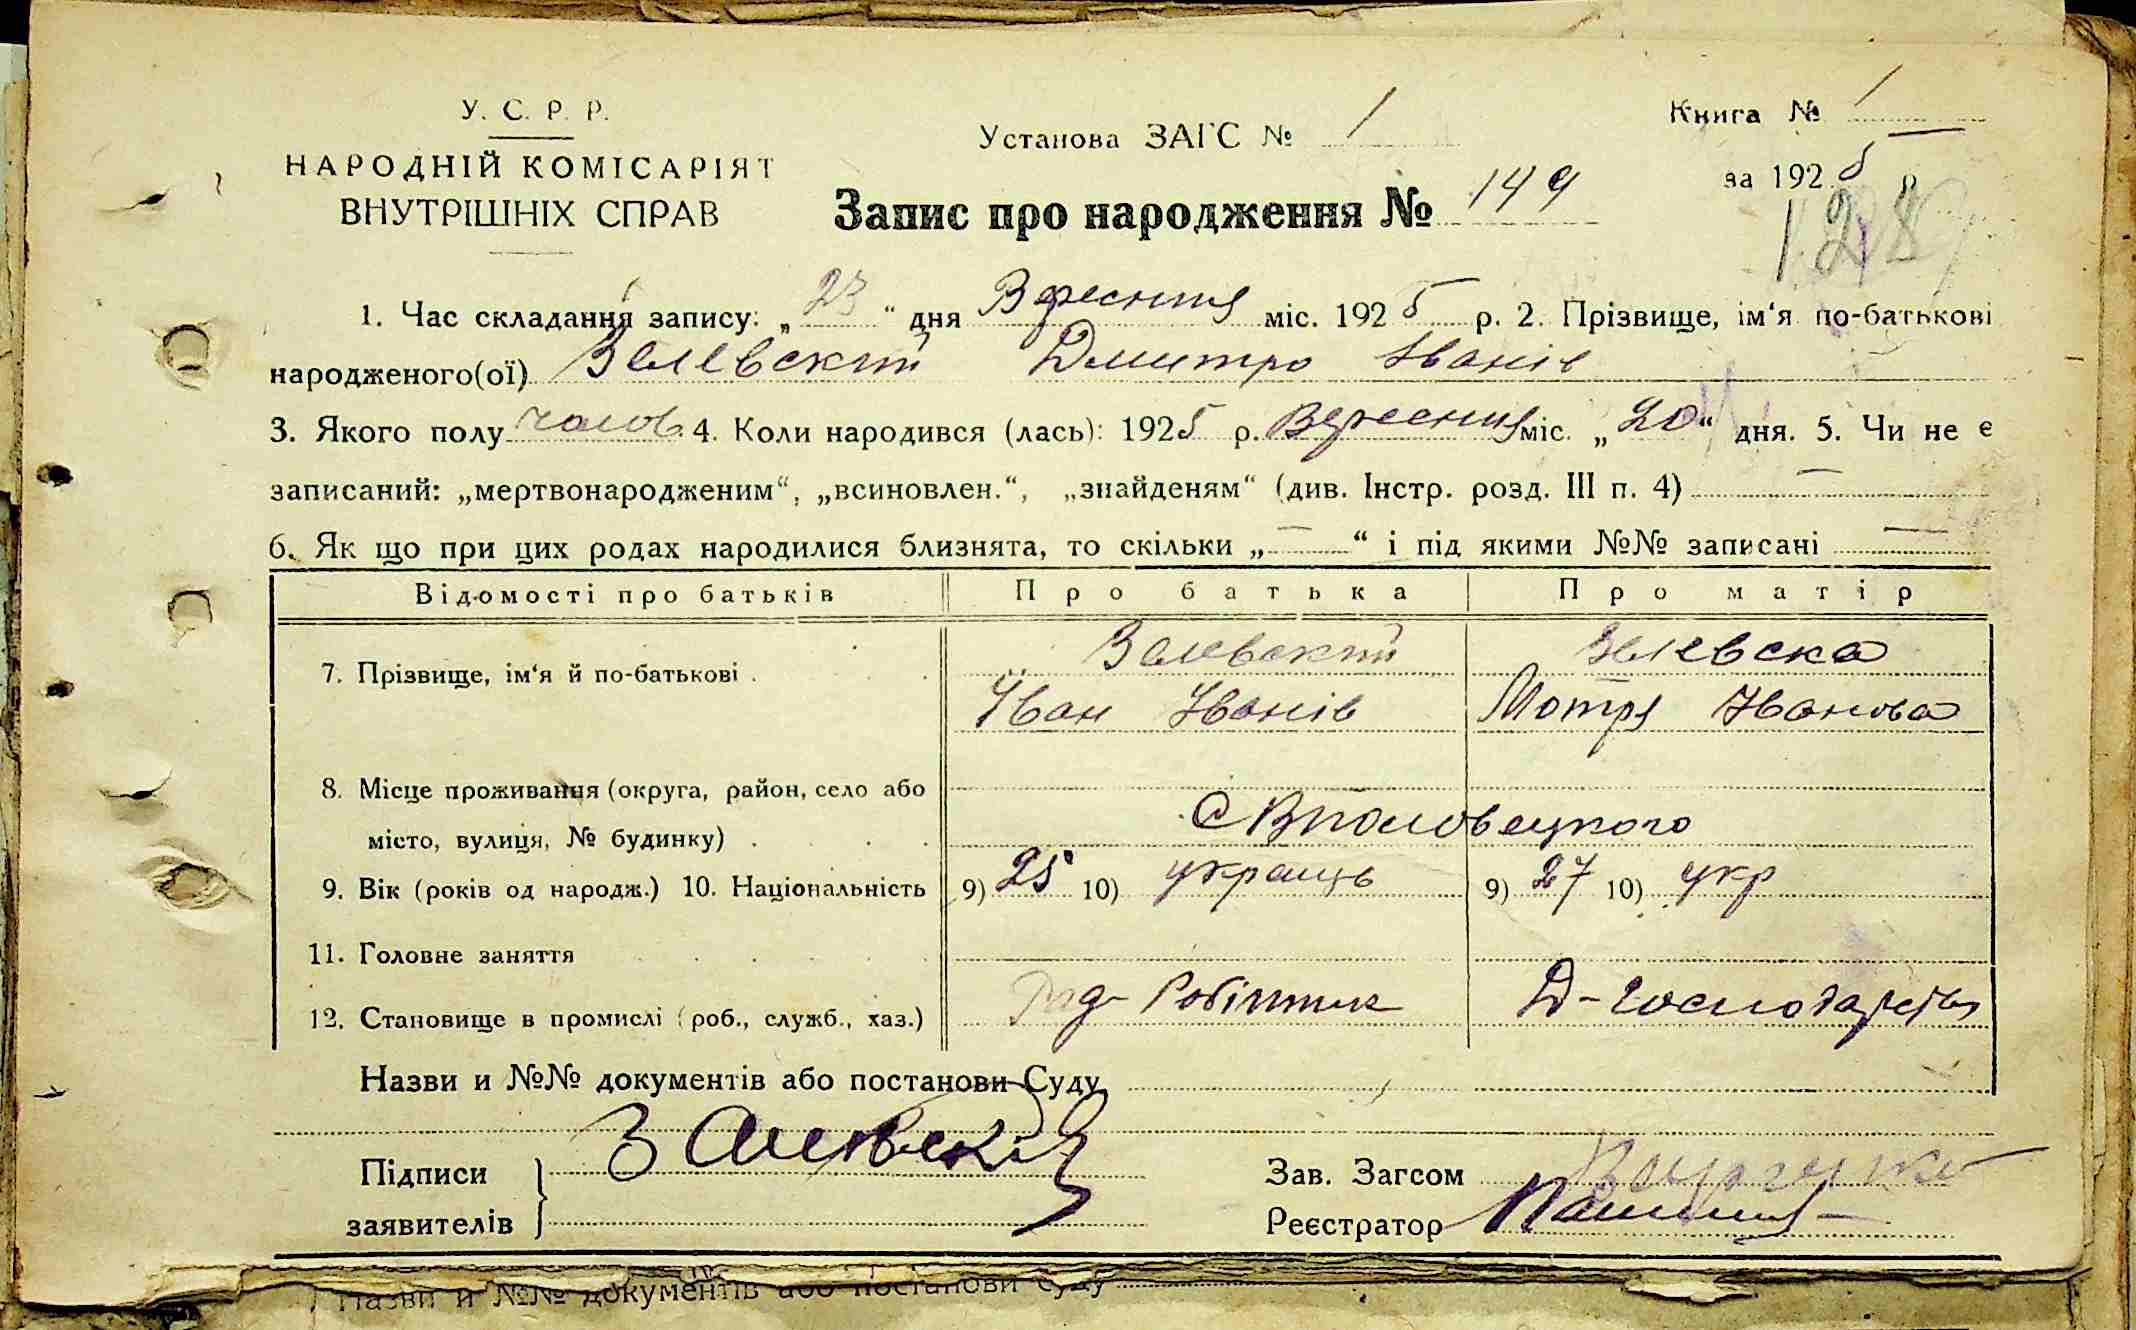 У. С. Р. Р.
НАРОДНІЙ КОМІСАРІЯТ
ВНУТРІШНІХ СПРАВ
Установа ЗАГС № 1
Запис про народження № 149
Книга № 1
за 1925 р.
1. Час складання запису: „23“ дня Вересния міс. 1925 р. 2. Прізвище, ім‘я по-батькові
народженого(ої) Зелевский Дмитро Іванів
3. Якого полу чолов. 4. Коли народився (лась): 1925 р. Вересния міс. „20“ дня. 5. Чи не є
записаний: „мертвонародженим“, „всиновлен.“, „знайденям“ (див. Інстр. розд. III п. 4) —
6. Як що при цих родах народилися близнята, то скільки „—“ і під якими №№ записані —
Відомості про батьків Про батька Про матір
7. Прізвище, ім‘я й по-батькові . Зелевский Зелевска
Іван Іванів Мотря Іванова
8. Місце проживання (округа, район, село або
місто, вулиця, № будинку)
9. Вік (років од народж.) 10. Національність 9) 25 10) украиць 9) 27 10) укр
11. Головне заняття
12. Становище в промислі (роб., служб., хаз.) Робітник Д-господарства
Назви и №№ документів або постанови Суду
Підписи
заявителів
Зав. Загсом
Реєстратор
Назви и №№ документів або постанови Суду